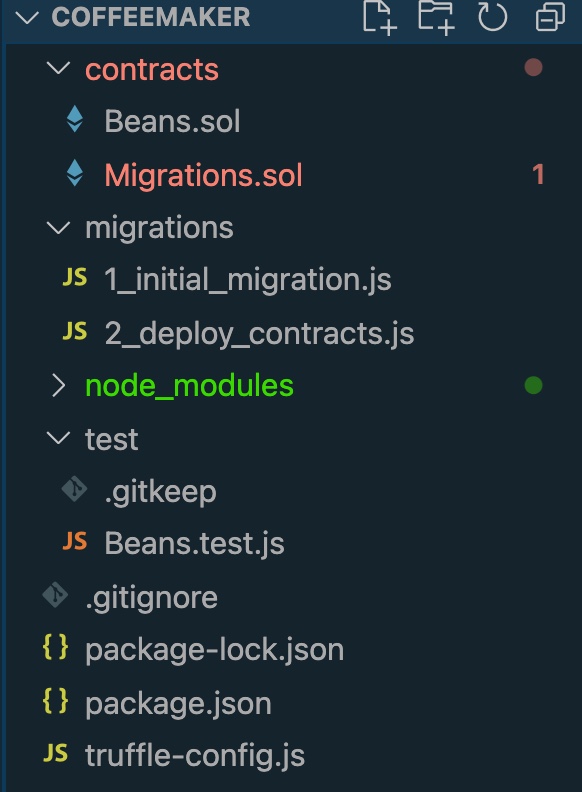 COFFEEMAKER
contracts
Beans.sol
Migrations.sol 1
migrations
JS 1_initial_migration.js
JS 2_deploy_contracts.js
node_modules
test
.gitkeep
JS Beans.test.js
.gitignore
{} package-lock.json
{} package.json
JS truffle-config.js